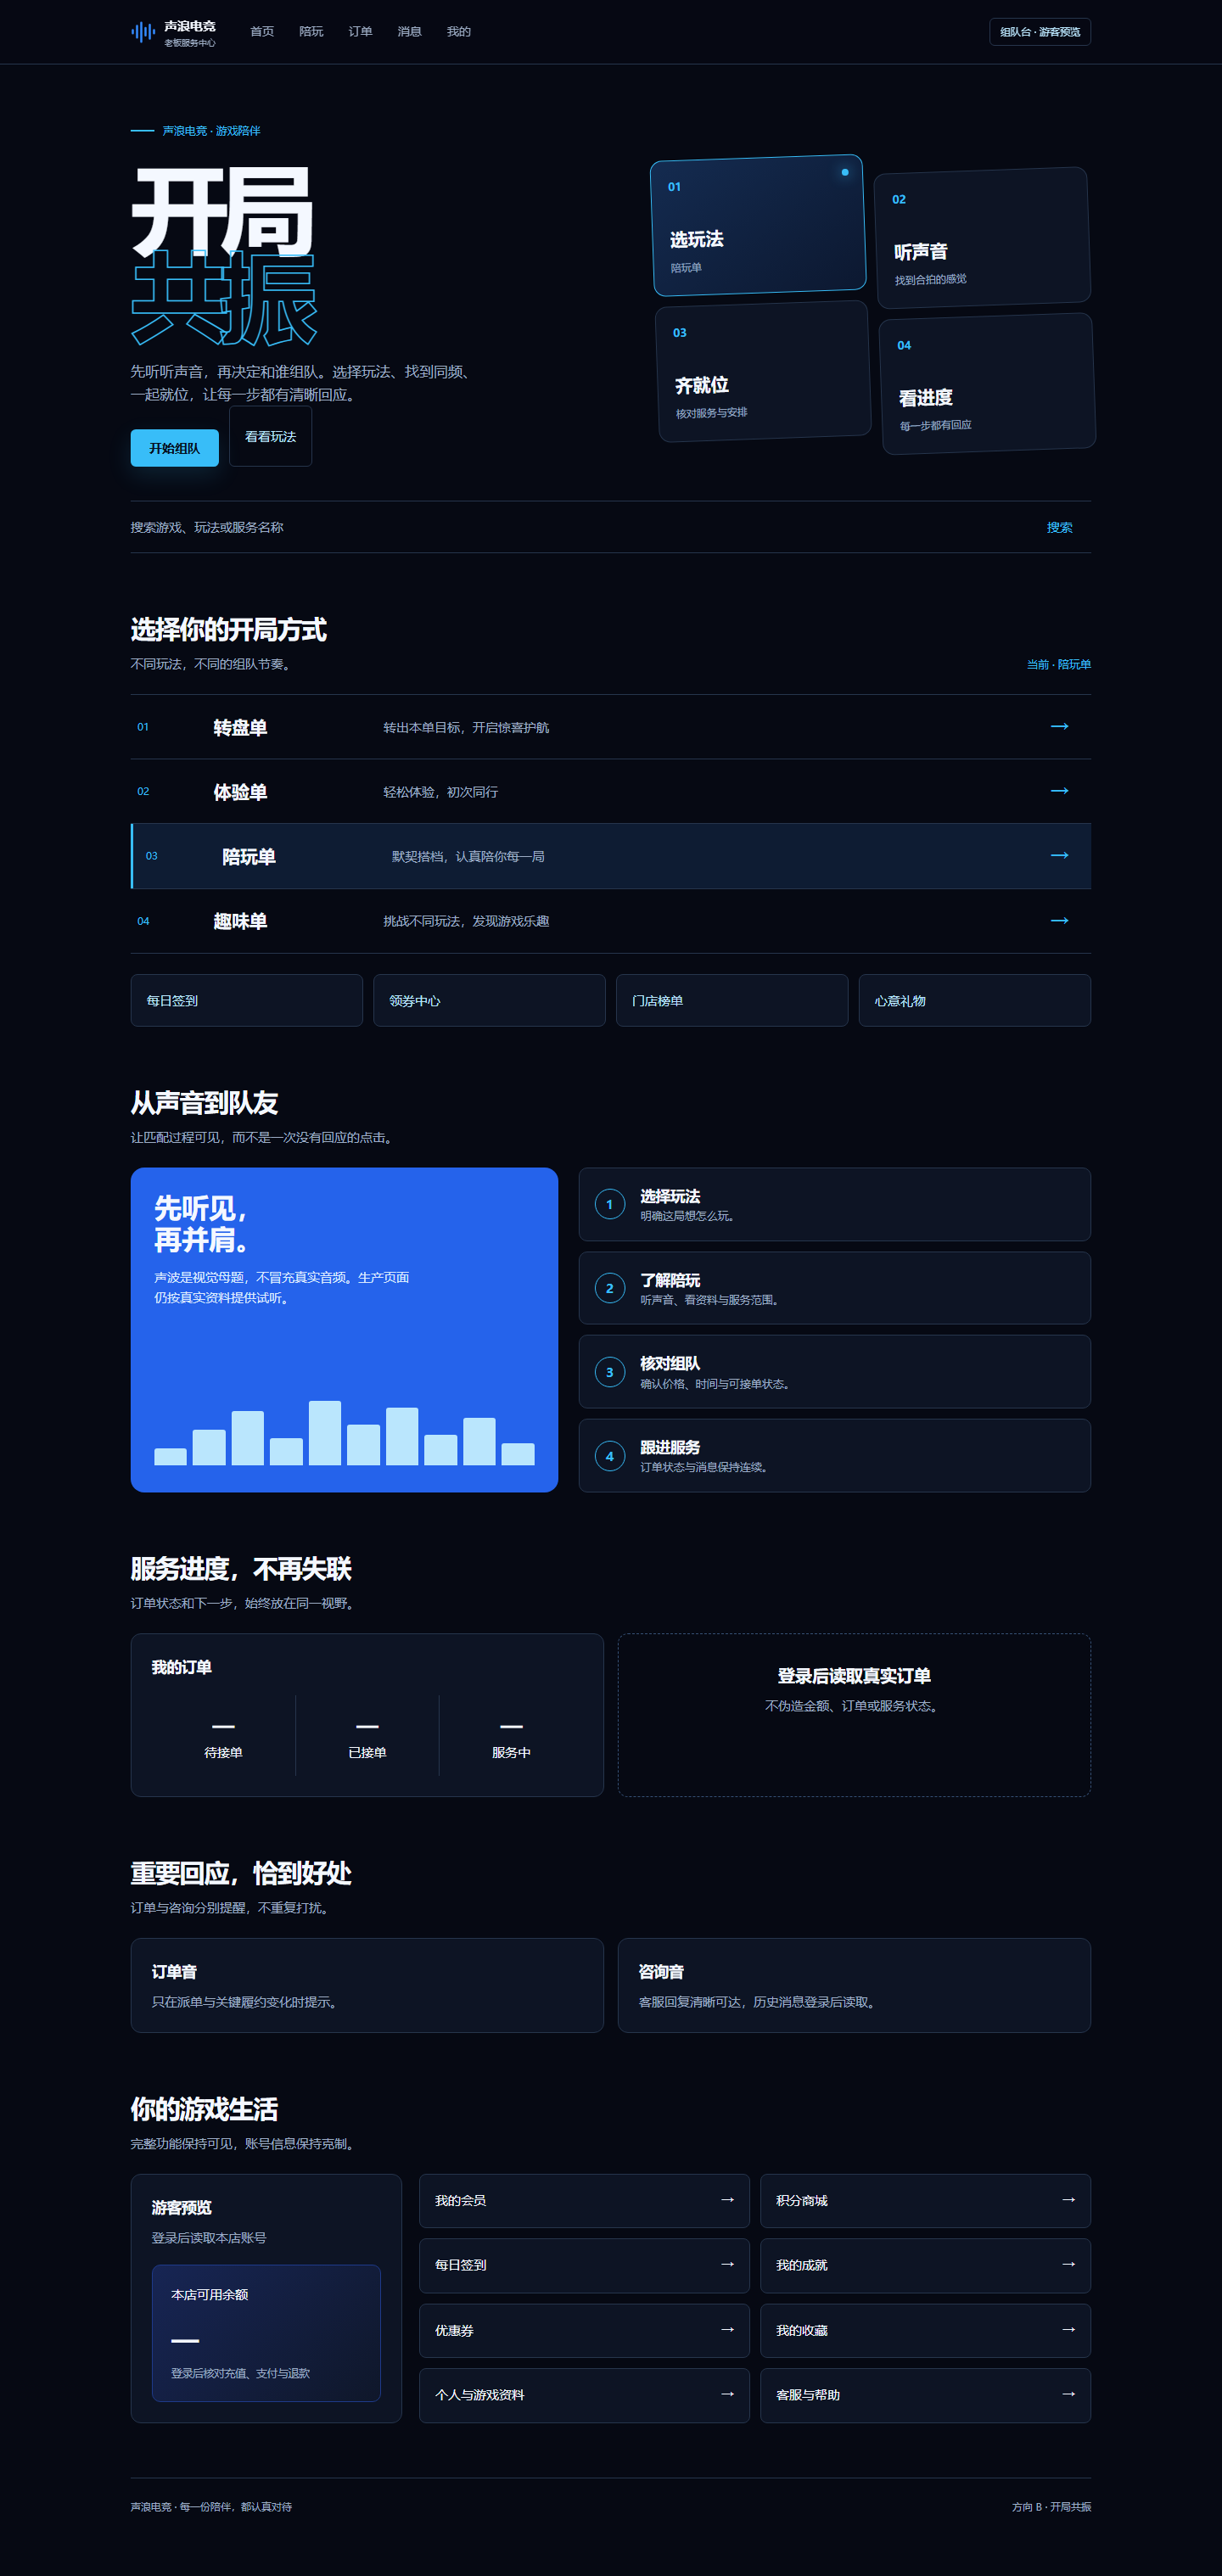 声浪电竞
老板服务中心
首页 陪玩 订单 消息 我的
组队台 · 游客预览
声浪电竞 · 游戏陪伴
开局
共振
先听听声音，再决定和谁组队。选择玩法、找到同频、
一起就位，让每一步都有清晰回应。
开始组队
看看玩法
01
选玩法
陪玩单
02
听声音
找到合拍的感觉
03
齐就位
核对服务与安排
04
看进度
每一步都有回应
搜索游戏、玩法或服务名称
搜索
选择你的开局方式
不同玩法，不同的组队节奏。
当前 · 陪玩单
01 转盘单 转出本单目标，开启惊喜护航 →
02 体验单 轻松体验，初次同行 →
03 陪玩单 默契搭档，认真陪你每一局 →
04 趣味单 挑战不同玩法，发现游戏乐趣 →
每日签到
领券中心
门店榜单
心意礼物
从声音到队友
让匹配过程可见，而不是一次没有回应的点击。
先听见，
再并肩。
声波是视觉母题，不冒充真实音频。生产页面
仍按真实资料提供试听。
1
选择玩法
明确这局想怎么玩。
2
了解陪玩
听声音、看资料与服务范围。
3
核对组队
确认价格、时间与可接单状态。
4
跟进服务
订单状态与消息保持连续。
服务进度，不再失联
订单状态和下一步，始终放在同一视野。
我的订单
— — —
待接单 已接单 服务中
登录后读取真实订单
不伪造金额、订单或服务状态。
重要回应，恰到好处
订单与咨询分别提醒，不重复打扰。
订单音
只在派单与关键履约变化时提示。
咨询音
客服回复清晰可达，历史消息登录后读取。
你的游戏生活
完整功能保持可见，账号信息保持克制。
游客预览
登录后读取本店账号
本店可用余额
—
登录后核对充值、支付与退款
我的会员 →
积分商城 →
每日签到 →
我的成就 →
优惠券 →
我的收藏 →
个人与游戏资料 →
客服与帮助 →
声浪电竞 · 每一份陪伴，都认真对待
方向 B · 开局共振